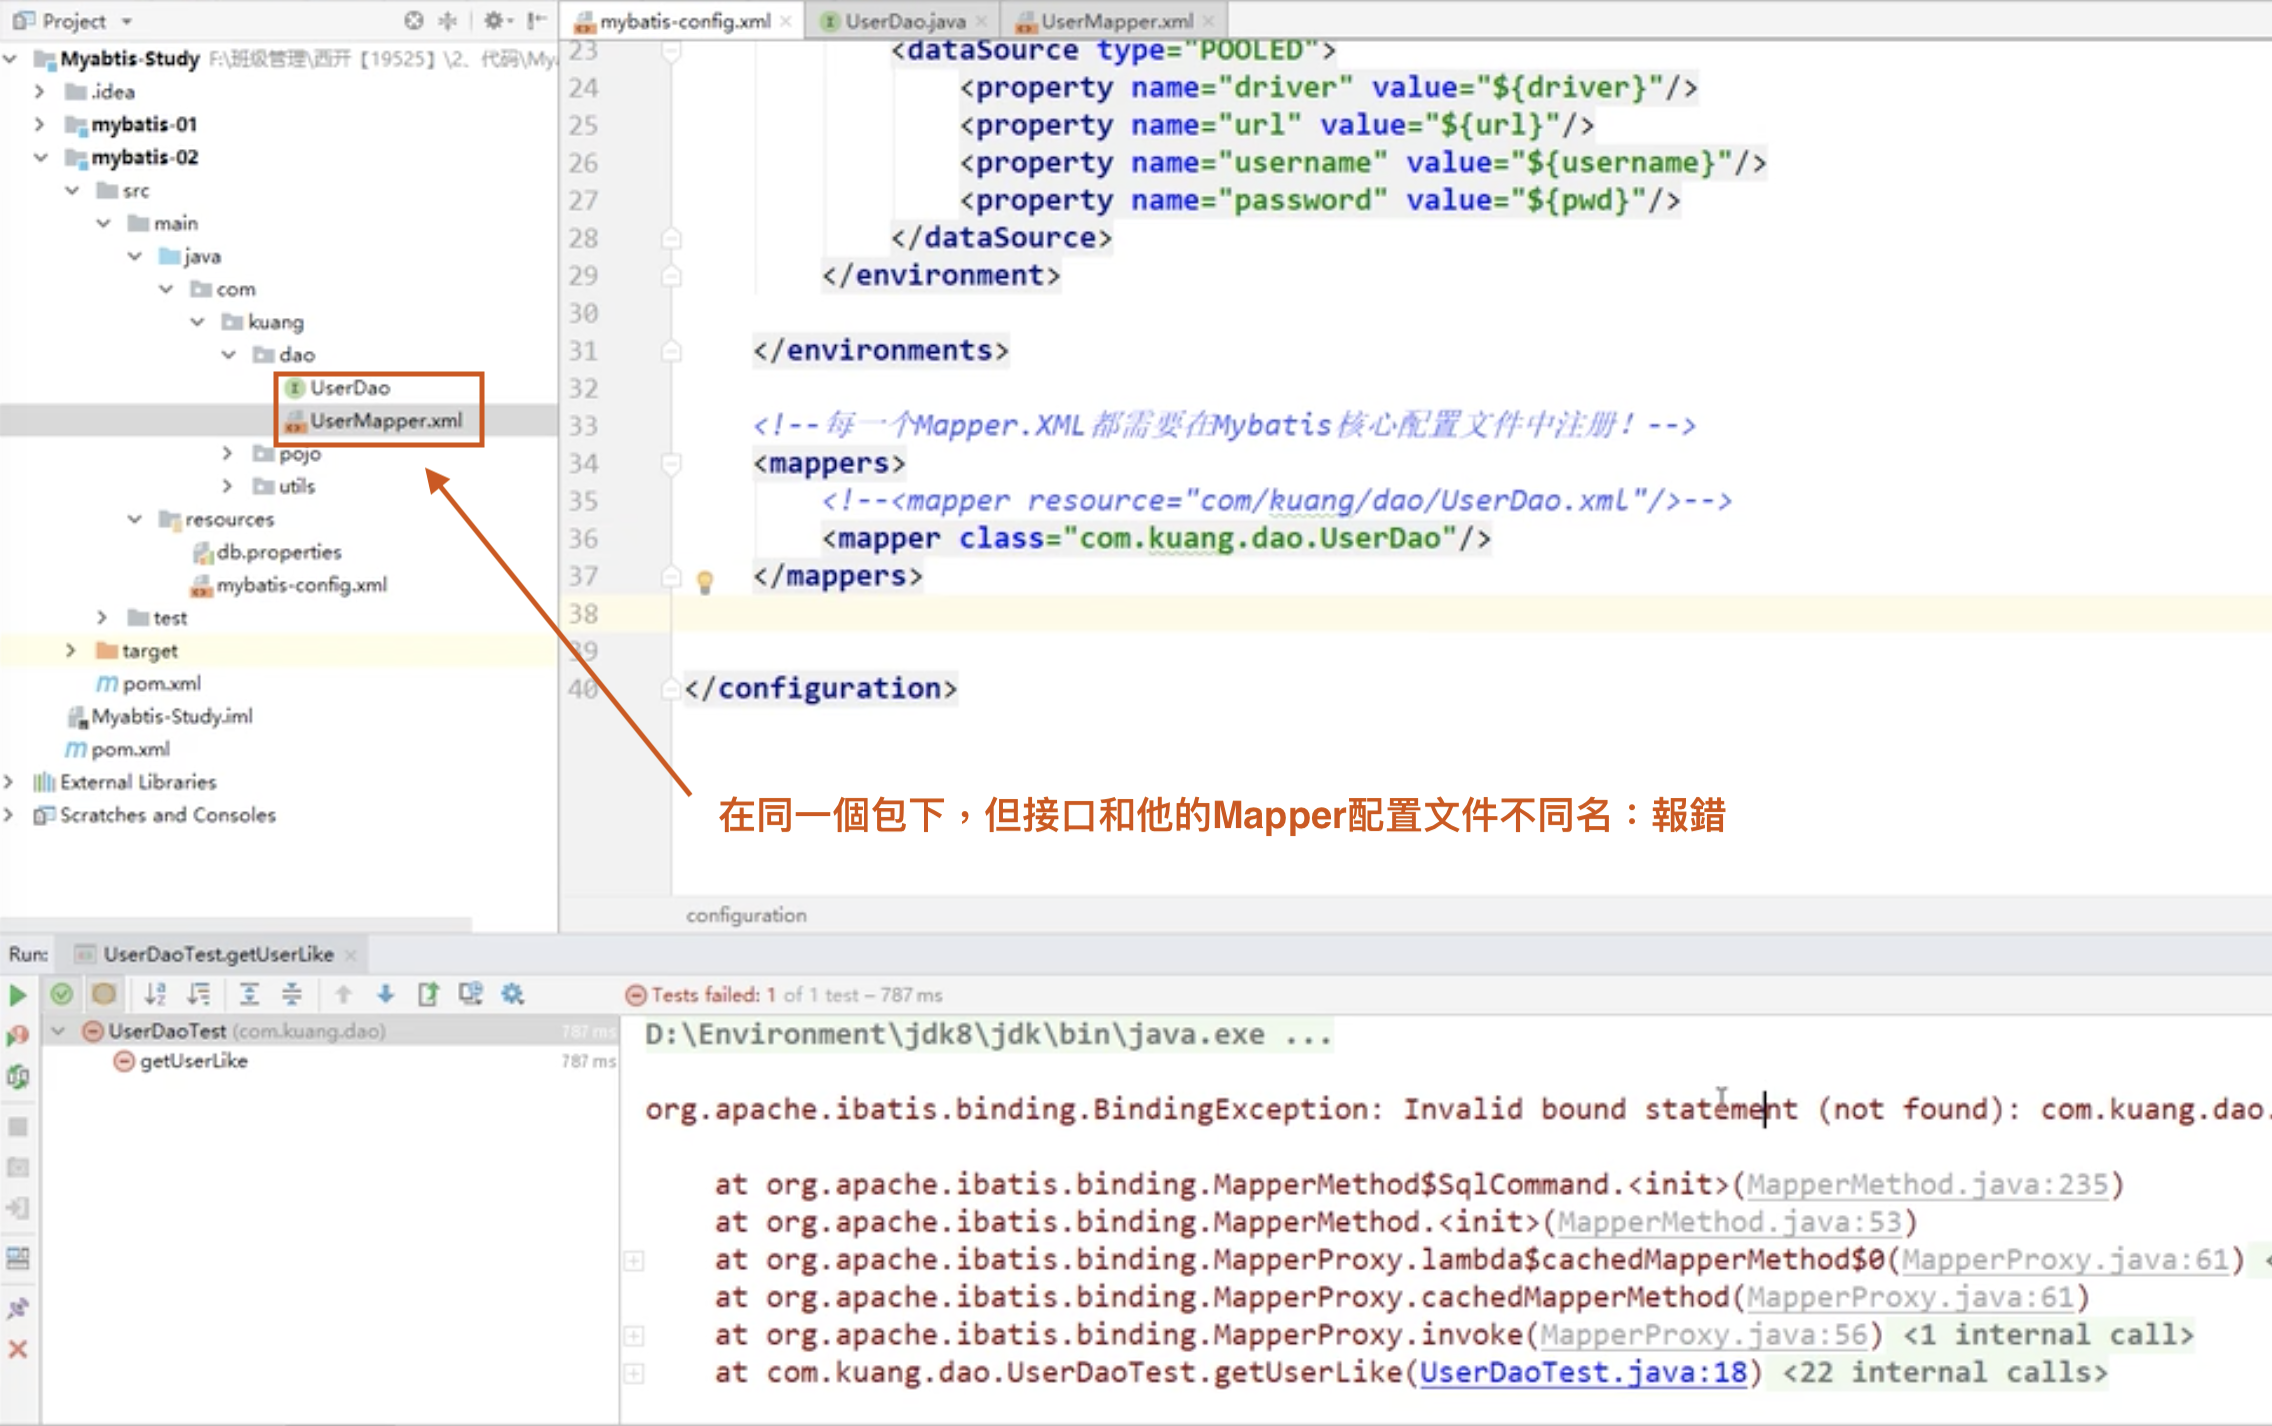 Project
Myabtis-Study F:\班级管理\西开【19525】\2、代码\My
.idea
mybatis-01
mybatis-02
src
main
java
com
kuang
dao
UserDao
UserMapper.xml
pojo
utils
resources
db.properties
mybatis-config.xml
test
target
pom.xml
Myabtis-Study.iml
pom.xml
External Libraries
Scratches and Consoles
mybatis-config.xml UserDao.java UserMapper.xml
23 <dataSource type="POOLED">
24 <property name="driver" value="${driver}"/>
25 <property name="url" value="${url}"/>
26 <property name="username" value="${username}"/>
27 <property name="password" value="${pwd}"/>
28 </dataSource>
29 </environment>
30
31 </environments>
32
33 <!--每一个Mapper.XML都需要在Mybatis核心配置文件中注册！-->
34 <mappers>
35 <!--<mapper resource="com/kuang/dao/UserDao.xml"/>-->
36 <mapper class="com.kuang.dao.UserDao"/>
37 </mappers>
38
39
40 </configuration>
在同一個包下，但接口和他的Mapper配置文件不同名：報錯
configuration
Run: UserDaoTest.getUserLike
Tests failed: 1 of 1 test – 787 ms
UserDaoTest (com.kuang.dao) 787 ms
getUserLike 787 ms
D:\Environment\jdk8\jdk\bin\java.exe ...
org.apache.ibatis.binding.BindingException: Invalid bound statement (not found): com.kuang.dao.
at org.apache.ibatis.binding.MapperMethod$SqlCommand.<init>(MapperMethod.java:235)
at org.apache.ibatis.binding.MapperMethod.<init>(MapperMethod.java:53)
at org.apache.ibatis.binding.MapperProxy.lambda$cachedMapperMethod$0(MapperProxy.java:61) <
at org.apache.ibatis.binding.MapperProxy.cachedMapperMethod(MapperProxy.java:61)
at org.apache.ibatis.binding.MapperProxy.invoke(MapperProxy.java:56) <1 internal call>
at com.kuang.dao.UserDaoTest.getUserLike(UserDaoTest.java:18) <22 internal calls>